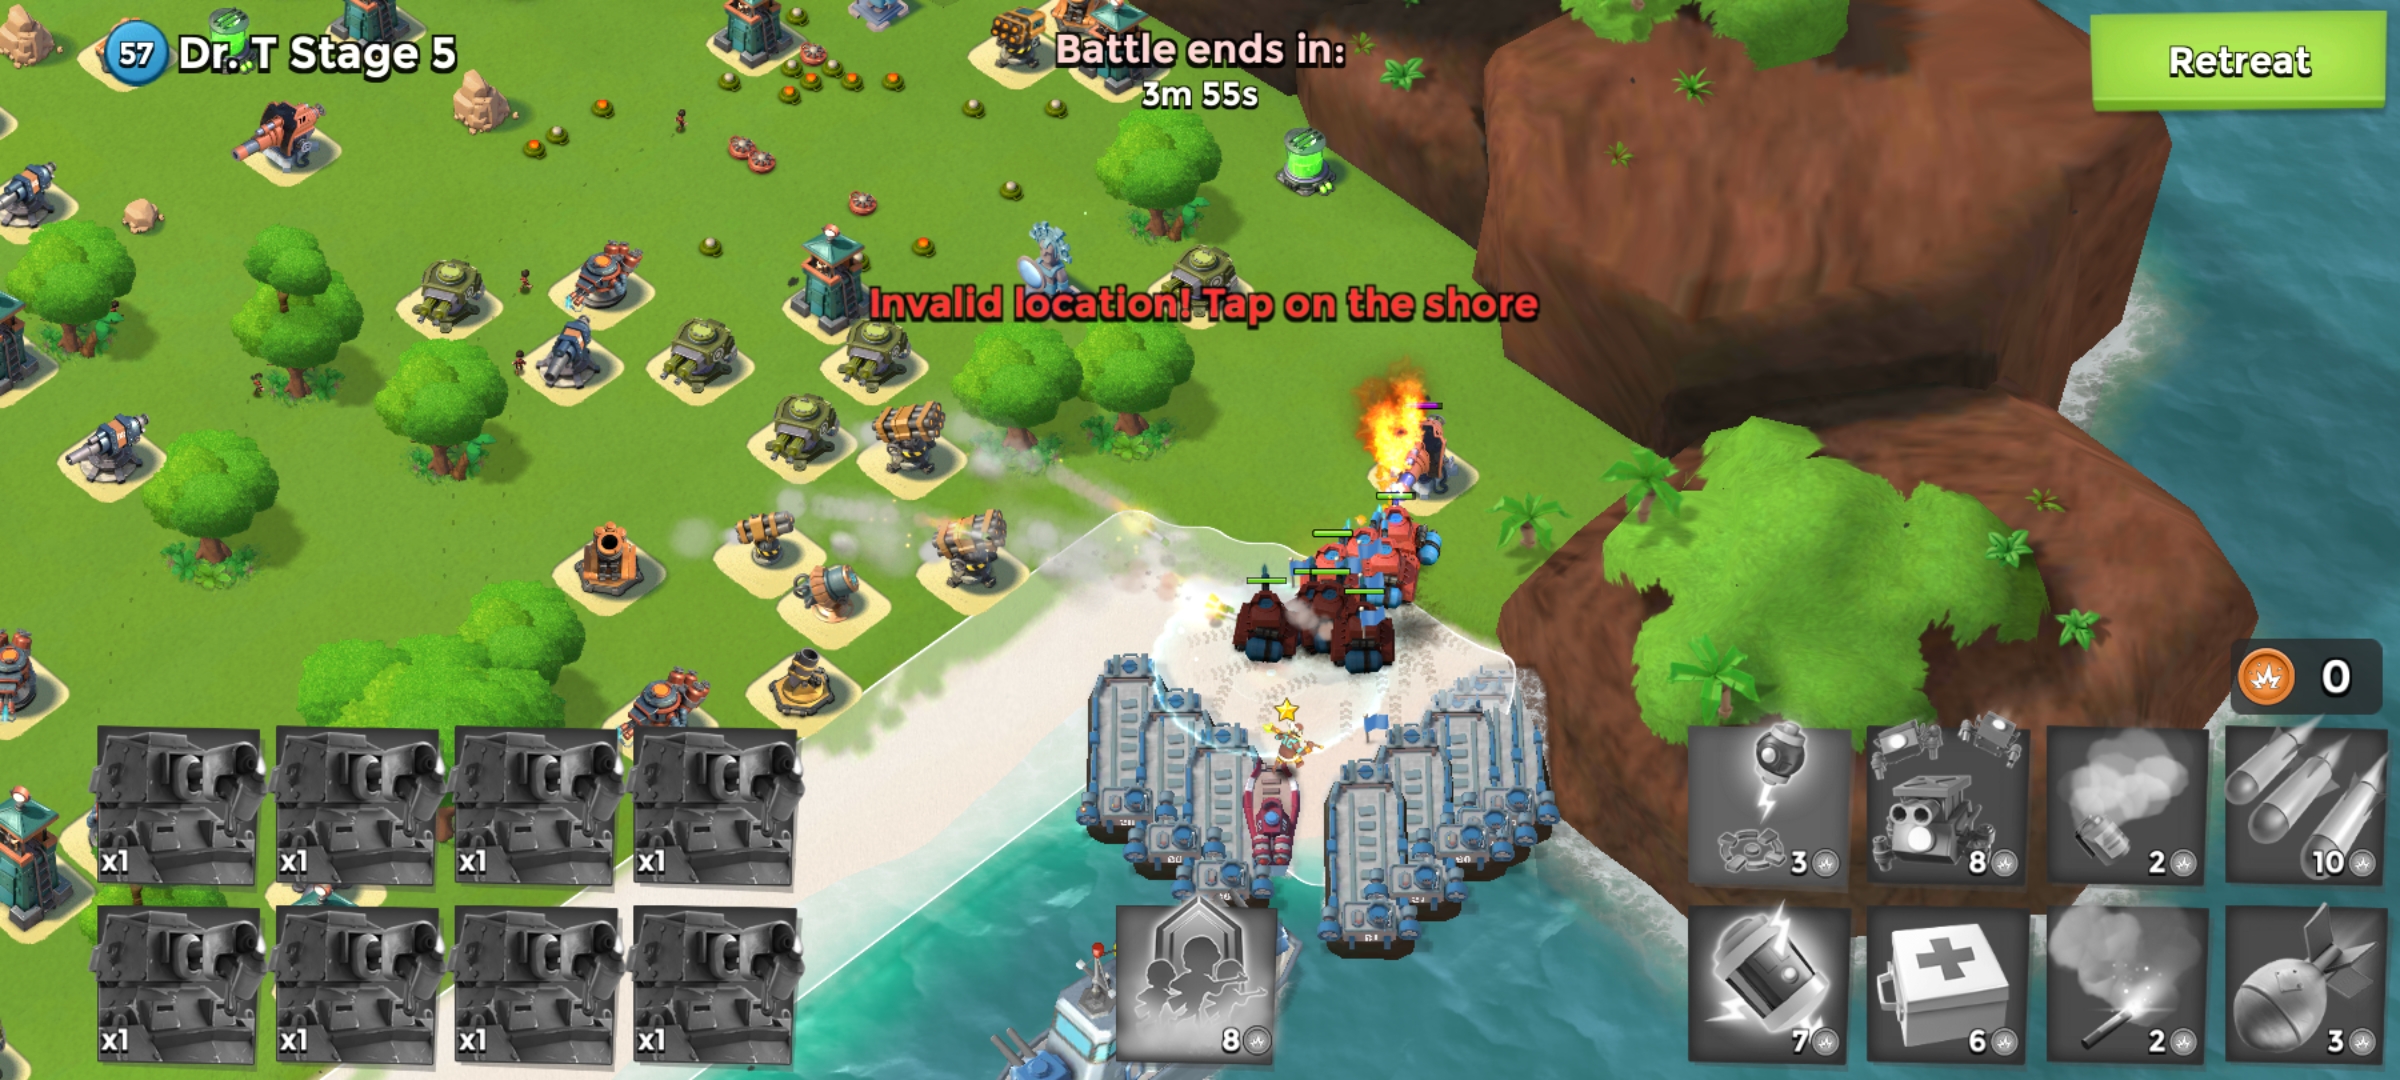 57 Dr. T Stage 5
Battle ends in:
3m 55s
Retreat
Invalid location! Tap on the shore
0
x1 x1 x1 x1
3 8 2 10
x1 x1 x1 x1
8
7 6 2 3